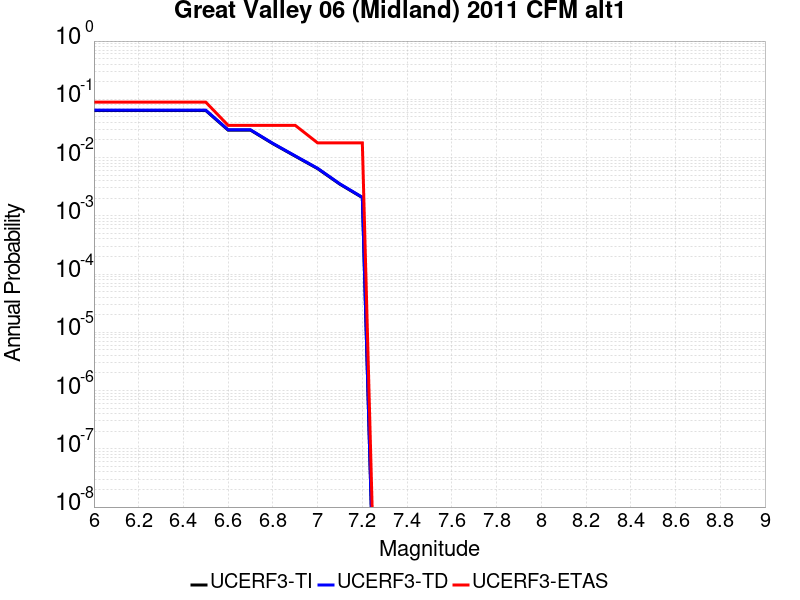 Great Valley 06 (Midland) 2011 CFM alt1
10^0
10^-1
10^-2
10^-3
10^-4
10^-5
10^-6
10^-7
10^-8
Annual Probability
6 6.2 6.4 6.6 6.8 7 7.2 7.4 7.6 7.8 8 8.2 8.4 8.6 8.8 9
Magnitude
UCERF3-TI UCERF3-TD UCERF3-ETAS